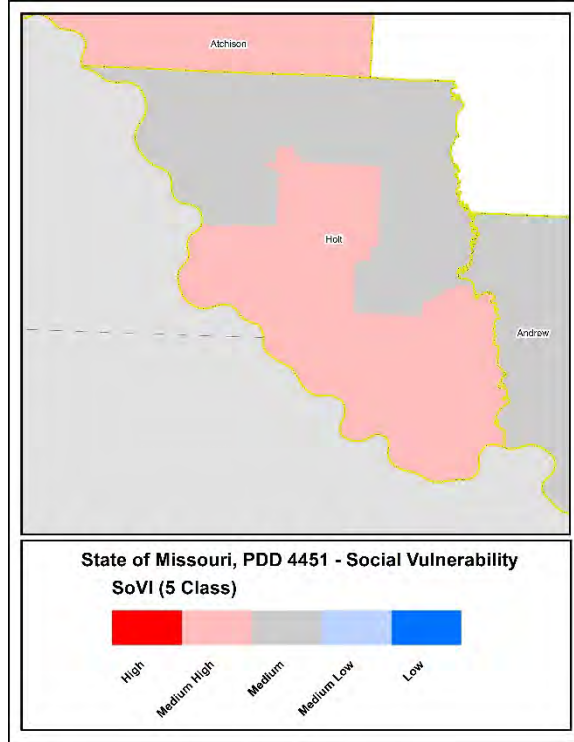 Atchison
Holt
Andrew
State of Missouri, PDD 4451 - Social Vulnerability
SoVI (5 Class)
High
Medium High
Medium
Medium Low
Low